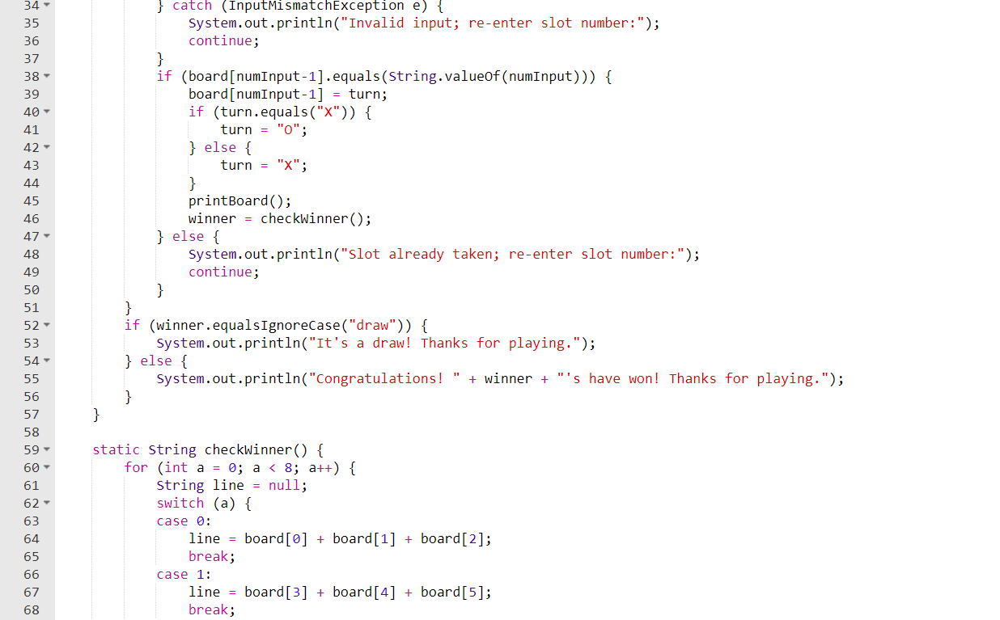 34 } catch (InputMismatchException e) {
35 System.out.println("Invalid input; re-enter slot number:");
36 continue;
37 }
38 if (board[numInput-1].equals(String.valueOf(numInput))) {
39 board[numInput-1] = turn;
40 if (turn.equals("X")) {
41 turn = "O";
42 } else {
43 turn = "X";
44 }
45 printBoard();
46 winner = checkWinner();
47 } else {
48 System.out.println("Slot already taken; re-enter slot number:");
49 continue;
50 }
51 }
52 if (winner.equalsIgnoreCase("draw")) {
53 System.out.println("It's a draw! Thanks for playing.");
54 } else {
55 System.out.println("Congratulations! " + winner + "'s have won! Thanks for playing.");
56 }
57 }
58
59 static String checkWinner() {
60 for (int a = 0; a < 8; a++) {
61 String line = null;
62 switch (a) {
63 case 0:
64 line = board[0] + board[1] + board[2];
65 break;
66 case 1:
67 line = board[3] + board[4] + board[5];
68 break;